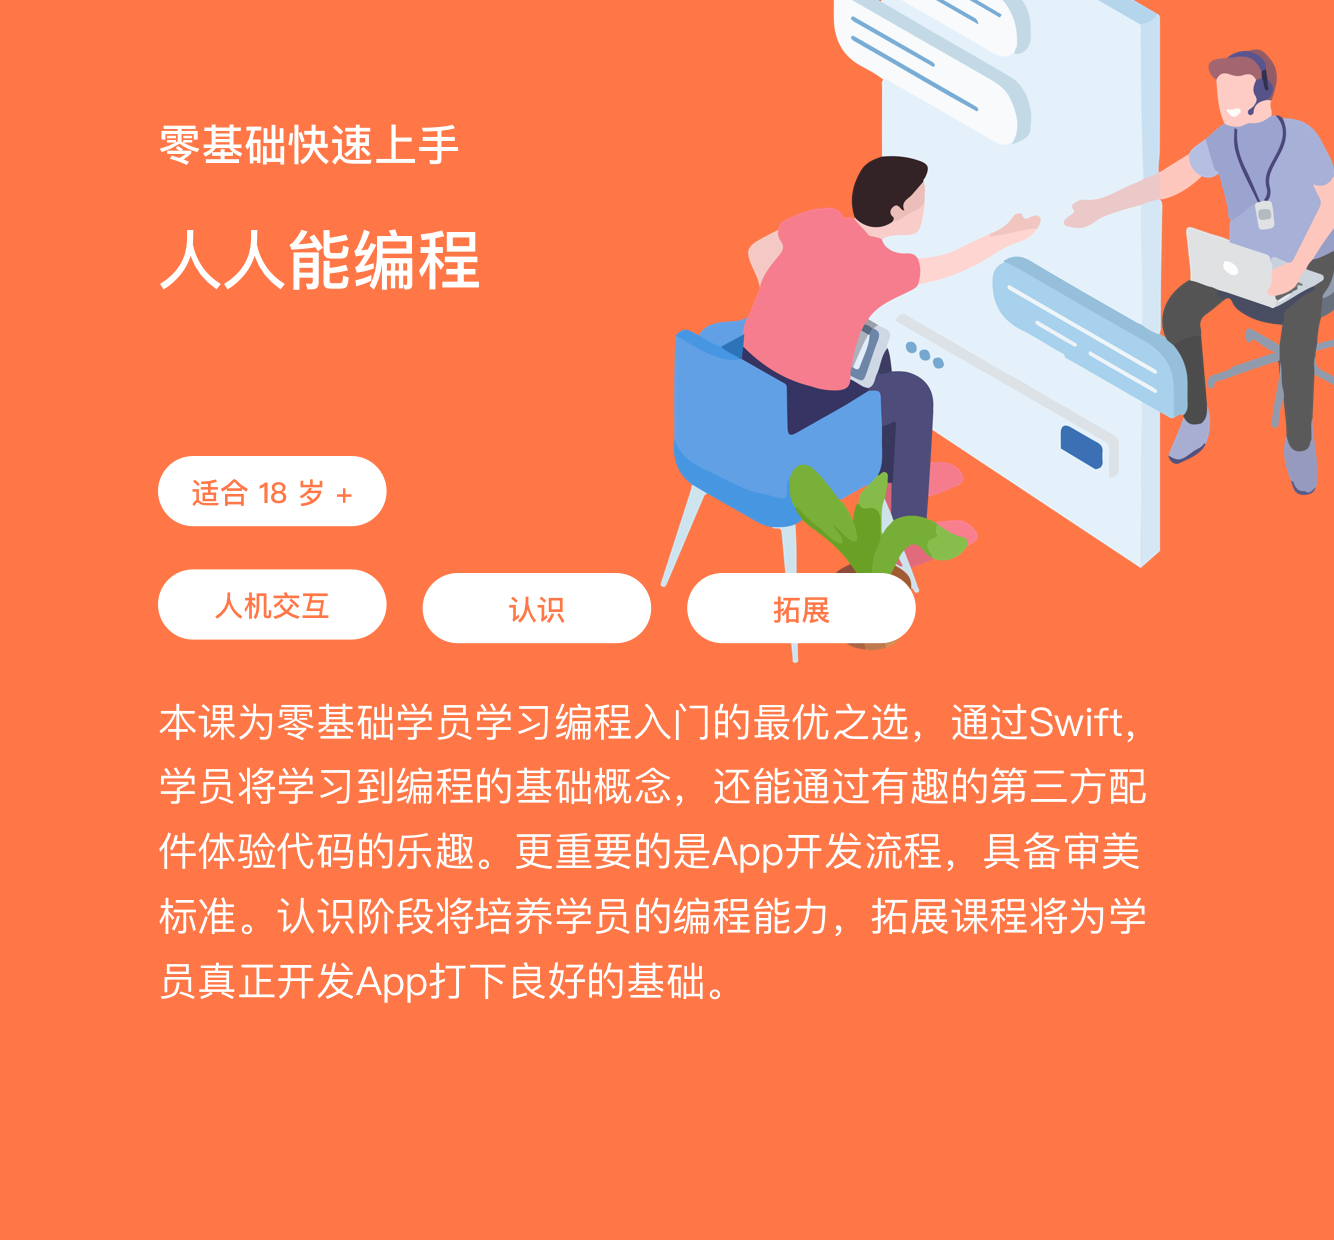 零基础快速上手
人人能编程
适合 18 岁 +
人机交互
认识
拓展
本课为零基础学员学习编程入门的最优之选，通过Swift，
学员将学习到编程的基础概念，还能通过有趣的第三方配
件体验代码的乐趣。更重要的是App开发流程，具备审美
标准。认识阶段将培养学员的编程能力，拓展课程将为学
员真正开发App打下良好的基础。